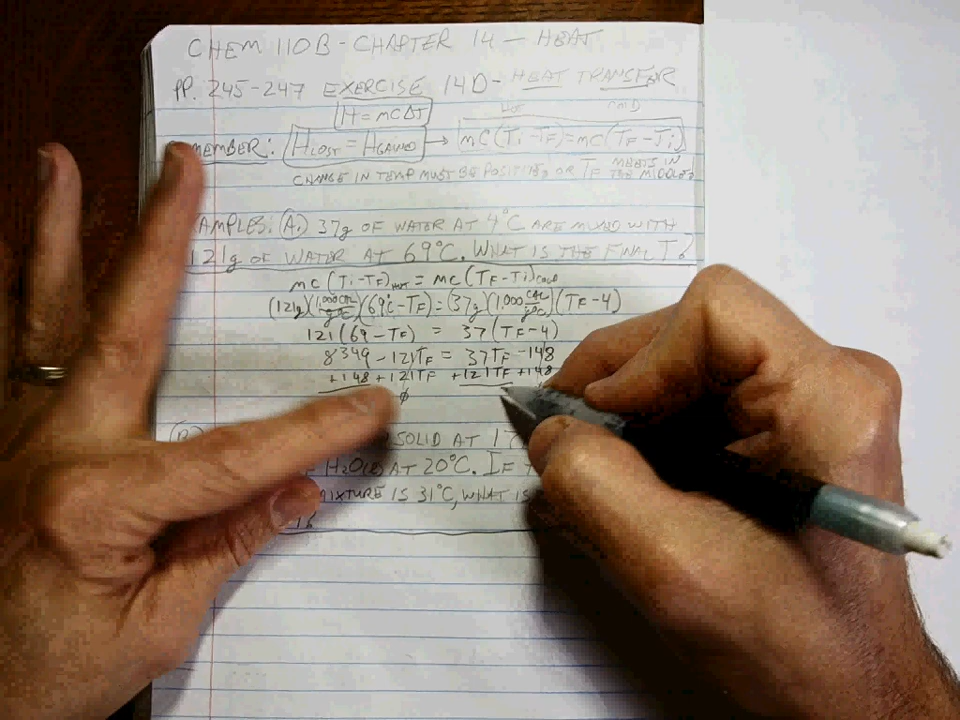 CHEM 110B - CHAPTER 14 - HEAT
PP. 245-247 EXERCISE 14D - HEAT TRANSFER
H = mCΔT
HOT
MEMBER: HLOST = HGAINED → mC(Ti - TF) = mC(TF - Ti)
CHANGE IN TEMP MUST BE POSITIVE, OR TF MEETS IN THE MIDDLE!
AMPLES: (A.) 37g OF WATER AT 4°C ARE MIXED WITH
121g OF WATER AT 69°C. WHAT IS THE FINAL T?
mC(Ti - TF)HOT = mC(TF - Ti)COLD
(121g)(1.000 CAL/g°C)(69°C - TF) = (37g)(1.000 CAL/g°C)(TF - 4)
121(69 - TF) = 37(TF - 4)
8349 - 121TF = 37TF - 148
+148 + 121TF +121TF +148
∅
(B) SOLID AT 17
H2O(l) AT 20°C. IF
MIXTURE IS 31°C, WHAT IS